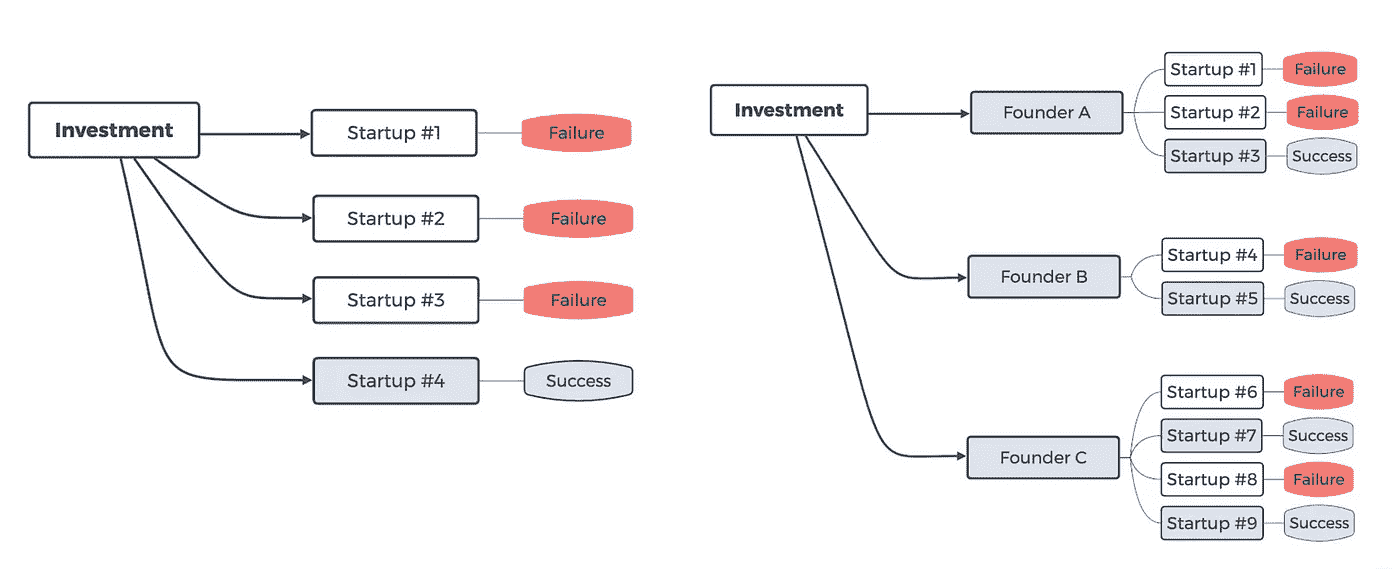 Investment
Startup #1
Failure
Startup #2
Failure
Startup #3
Failure
Startup #4
Success
Investment
Founder A
Startup #1
Failure
Startup #2
Failure
Startup #3
Success
Founder B
Startup #4
Failure
Startup #5
Success
Founder C
Startup #6
Failure
Startup #7
Success
Startup #8
Failure
Startup #9
Success